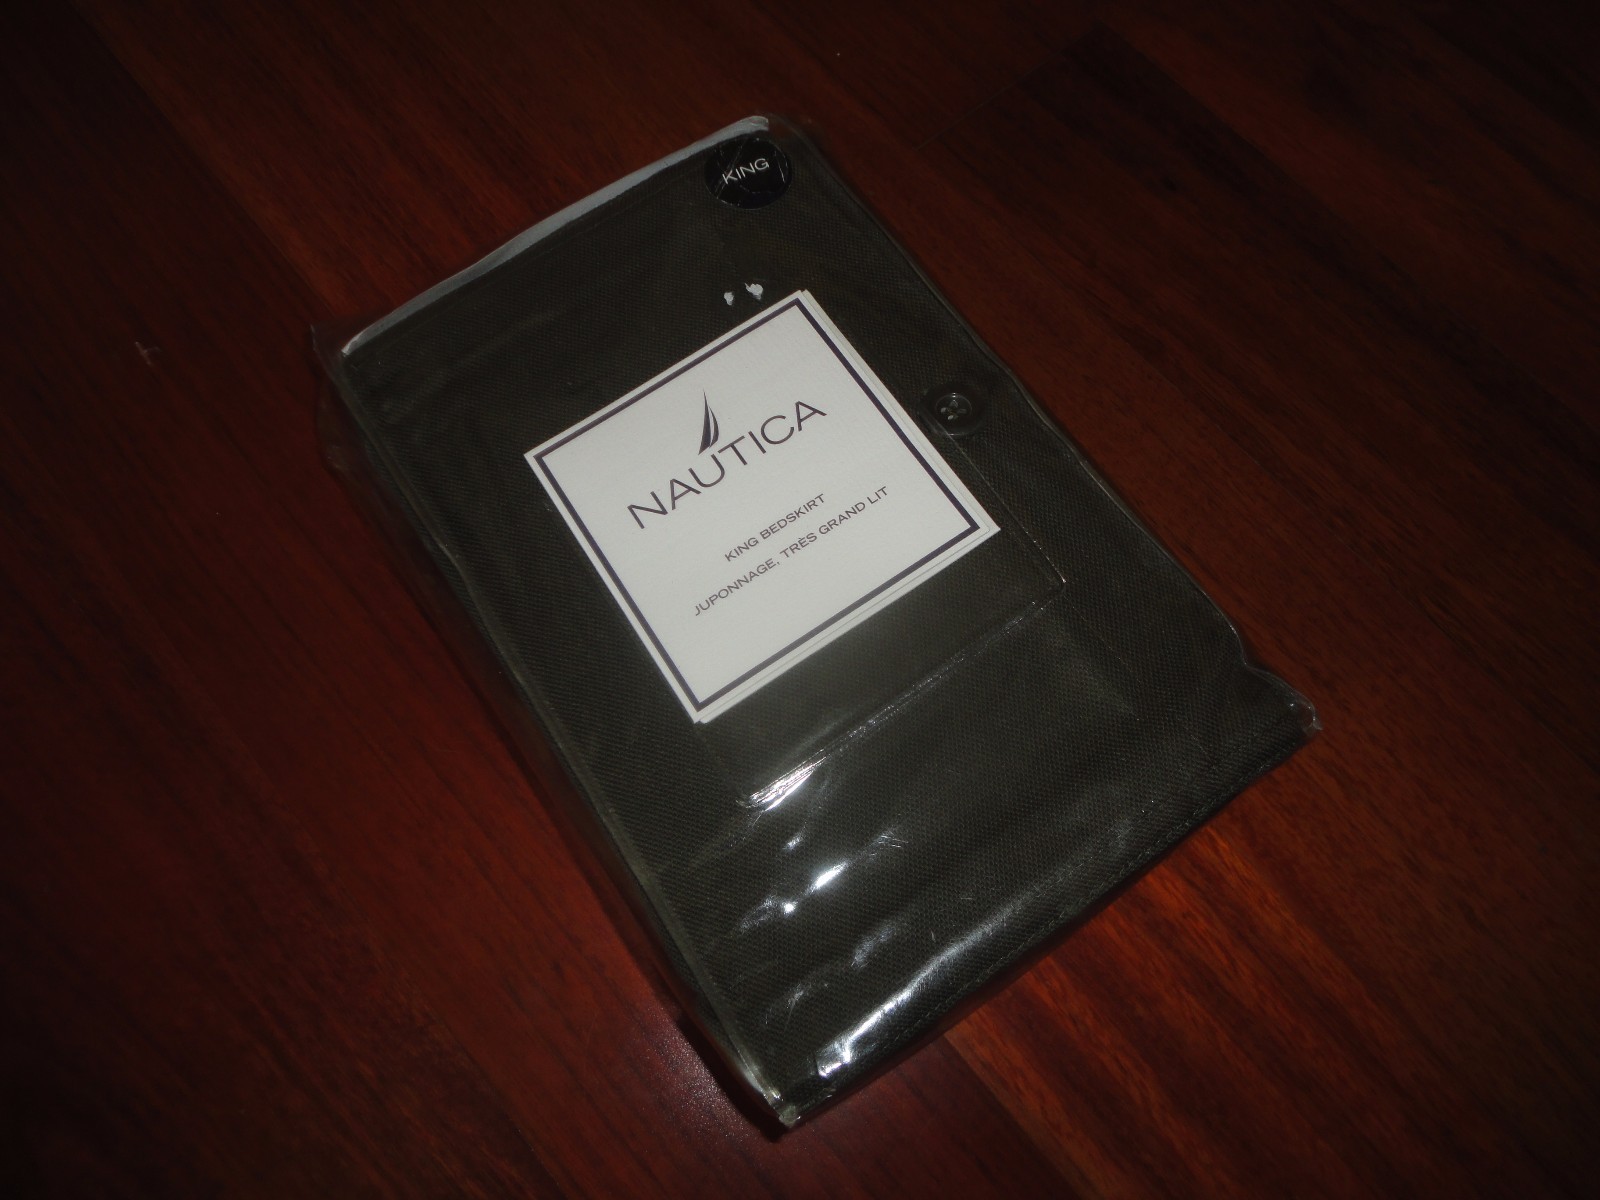 KING
NAUTICA
KING BEDSKIRT
JUPONNAGE, TRÈS GRAND LIT